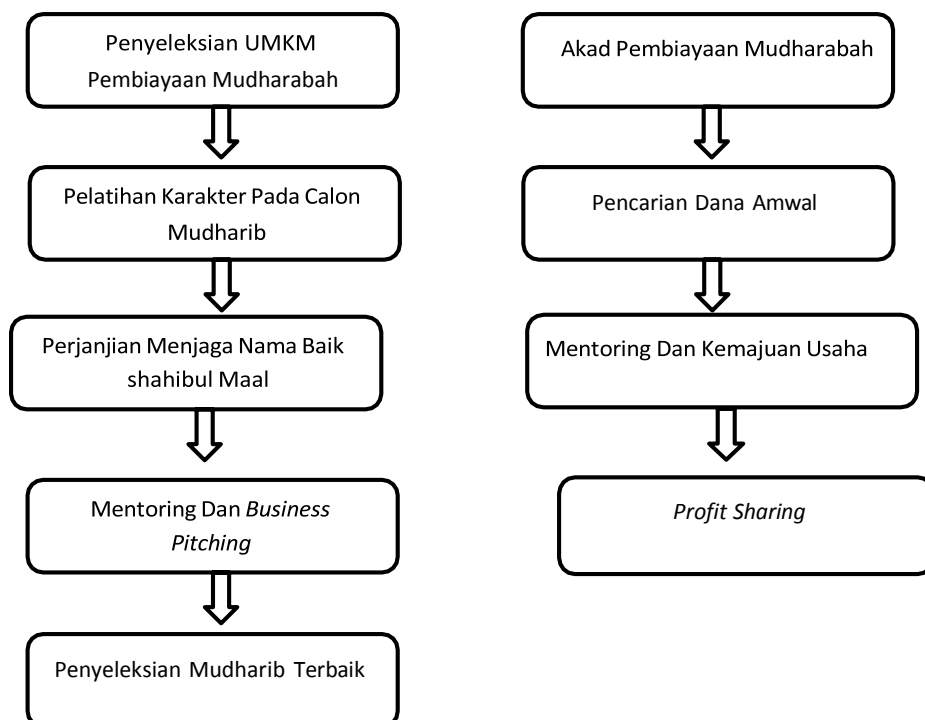 Penyeleksian UMKM
Pembiayaan Mudharabah
Pelatihan Karakter Pada Calon
Mudharib
Perjanjian Menjaga Nama Baik
shahibul Maal
Mentoring Dan Business
Pitching
Penyeleksian Mudharib Terbaik
Akad Pembiayaan Mudharabah
Pencarian Dana Amwal
Mentoring Dan Kemajuan Usaha
Profit Sharing